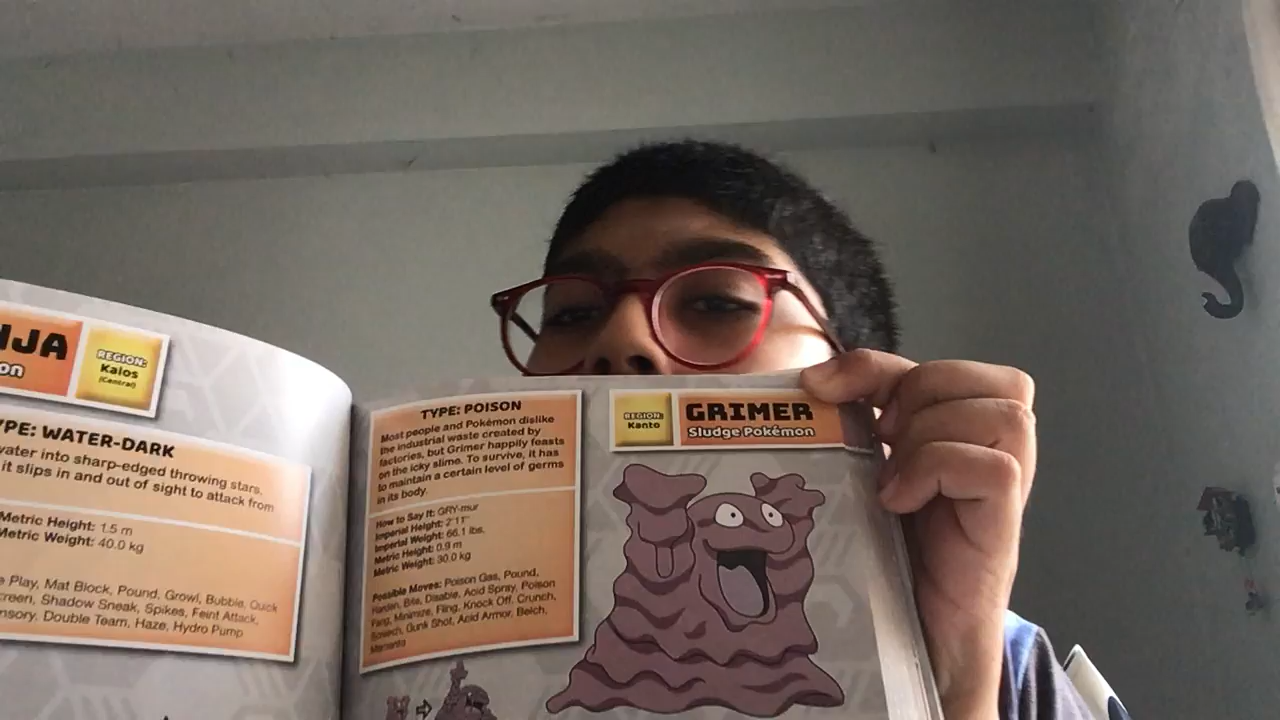 NJA
on
REGION:
Kalos
(Central)
YPE: WATER-DARK
water into sharp-edged throwing stars.
it slips in and out of sight to attack from
Metric Height: 1.5 m
Metric Weight: 40.0 kg
e Play, Mat Block, Pound, Growl, Bubble, Quick
creen, Shadow Sneak, Spikes, Feint Attack,
nsory, Double Team, Haze, Hydro Pump
TYPE: POISON
Most people and Pokémon dislike
the industrial waste created by
factories, but Grimer happily feasts
on the icky slime. To survive, it has
to maintain a certain level of germs
in its body.
How to Say It: GRY-mur
Imperial Height: 2'11"
Imperial Weight: 66.1 lbs.
Metric Height: 0.9 m
Metric Weight: 30.0 kg
Possible Moves: Poison Gas, Pound,
Harden, Bite, Disable, Acid Spray, Poison
Fang, Minimize, Fling, Knock Off, Crunch,
Screech, Gunk Shot, Acid Armor, Belch,
Memento
REGION:
Kanto
GRIMER
Sludge Pokémon